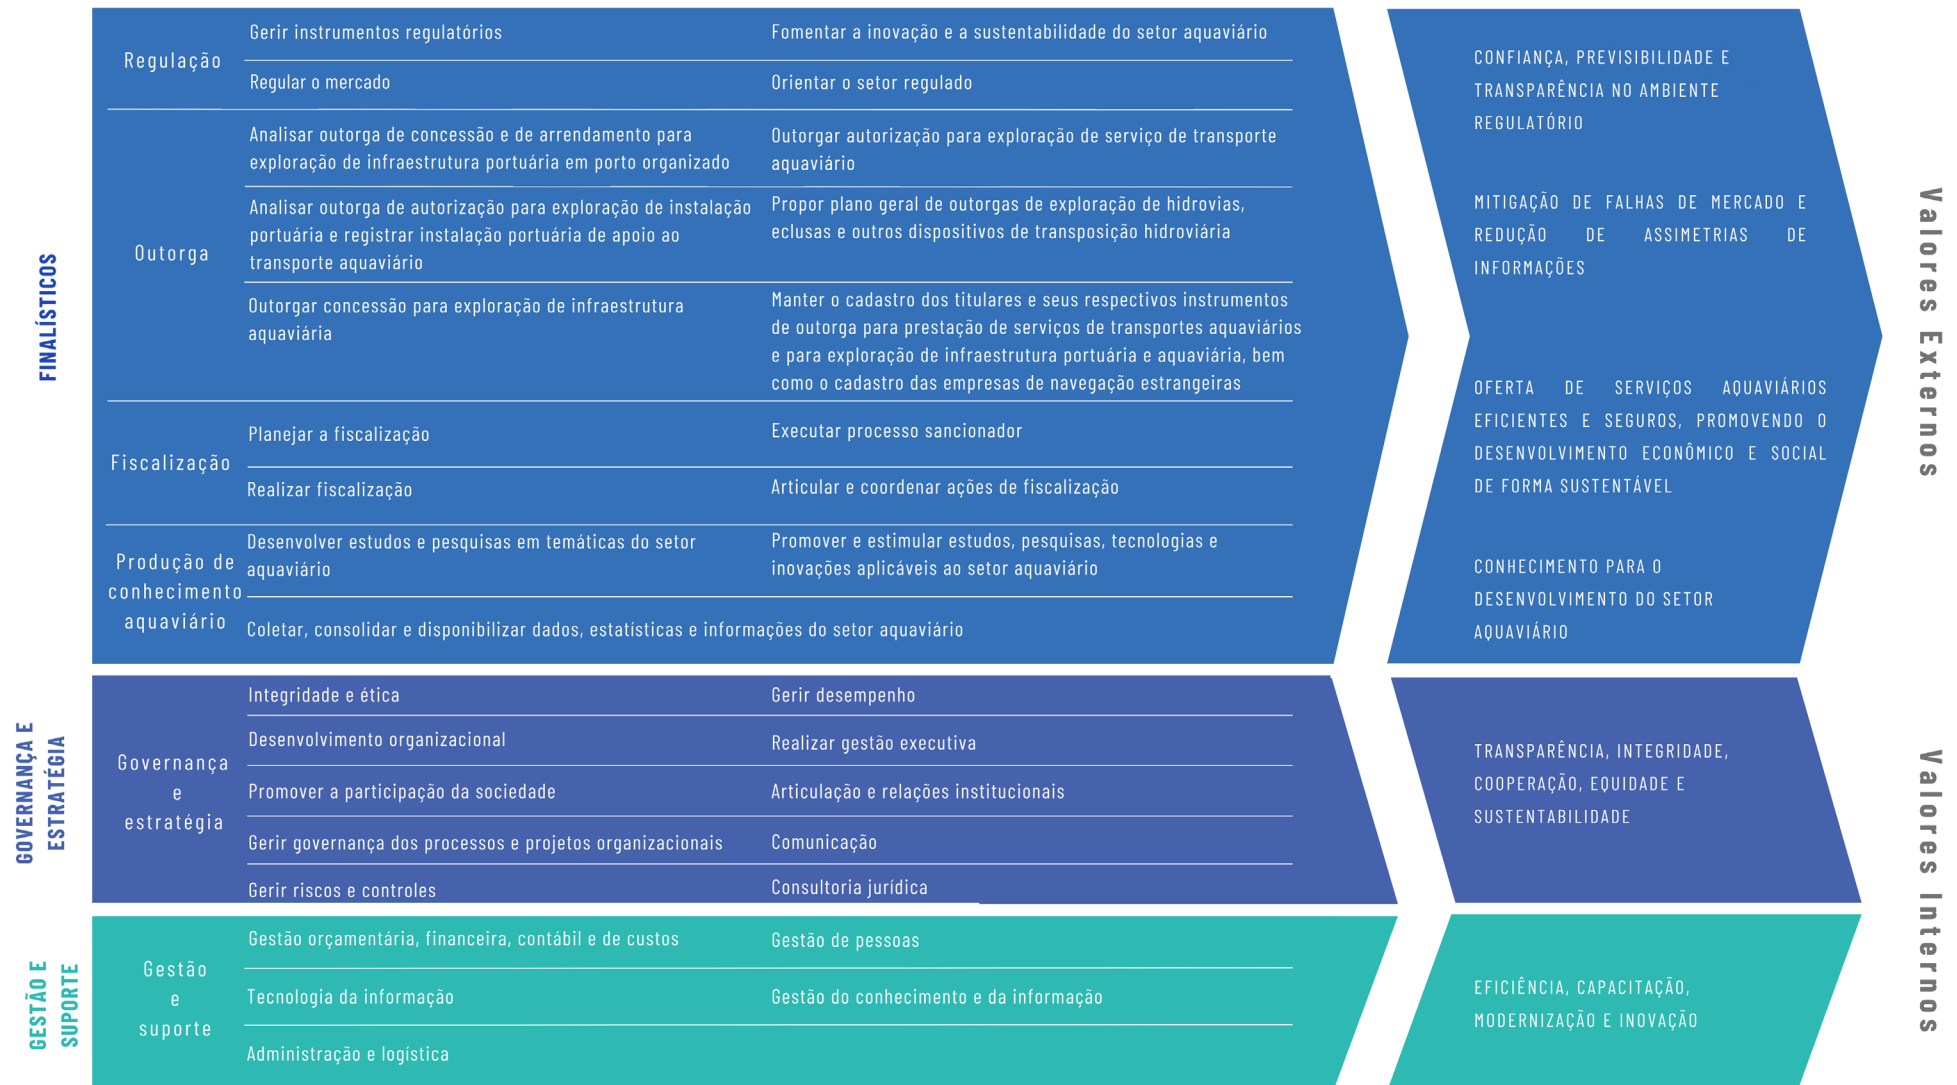 FINALÍSTICOS
Regulação
Gerir instrumentos regulatórios
Fomentar a inovação e a sustentabilidade do setor aquaviário
Regular o mercado
Orientar o setor regulado
Outorga
Analisar outorga de concessão e de arrendamento para
exploração de infraestrutura portuária em porto organizado
Outorgar autorização para exploração de serviço de transporte
aquaviário
Analisar outorga de autorização para exploração de instalação
portuária e registrar instalação portuária de apoio ao
transporte aquaviário
Propor plano geral de outorgas de exploração de hidrovias,
eclusas e outros dispositivos de transposição hidroviária
Outorgar concessão para exploração de infraestrutura
aquaviária
Manter o cadastro dos titulares e seus respectivos instrumentos
de outorga para prestação de serviços de transportes aquaviários
e para exploração de infraestrutura portuária e aquaviária, bem
como o cadastro das empresas de navegação estrangeiras
Fiscalização
Planejar a fiscalização
Executar processo sancionador
Realizar fiscalização
Articular e coordenar ações de fiscalização
Produção de
conhecimento
aquaviário
Desenvolver estudos e pesquisas em temáticas do setor
aquaviário
Promover e estimular estudos, pesquisas, tecnologias e
inovações aplicáveis ao setor aquaviário
Coletar, consolidar e disponibilizar dados, estatísticas e informações do setor aquaviário
CONFIANÇA, PREVISIBILIDADE E
TRANSPARÊNCIA NO AMBIENTE
REGULATÓRIO
MITIGAÇÃO DE FALHAS DE MERCADO E
REDUÇÃO DE ASSIMETRIAS DE
INFORMAÇÕES
OFERTA DE SERVIÇOS AQUAVIÁRIOS
EFICIENTES E SEGUROS, PROMOVENDO O
DESENVOLVIMENTO ECONÔMICO E SOCIAL
DE FORMA SUSTENTÁVEL
CONHECIMENTO PARA O
DESENVOLVIMENTO DO SETOR
AQUAVIÁRIO
Valores Externos
GOVERNANÇA E
ESTRATÉGIA
Governança
e
estratégia
Integridade e ética
Gerir desempenho
Desenvolvimento organizacional
Realizar gestão executiva
Promover a participação da sociedade
Articulação e relações institucionais
Gerir governança dos processos e projetos organizacionais
Comunicação
Gerir riscos e controles
Consultoria jurídica
TRANSPARÊNCIA, INTEGRIDADE,
COOPERAÇÃO, EQUIDADE E
SUSTENTABILIDADE
GESTÃO E
SUPORTE
Gestão
e
suporte
Gestão orçamentária, financeira, contábil e de custos
Gestão de pessoas
Tecnologia da informação
Gestão do conhecimento e da informação
Administração e logística
EFICIÊNCIA, CAPACITAÇÃO,
MODERNIZAÇÃO E INOVAÇÃO
Valores Internos